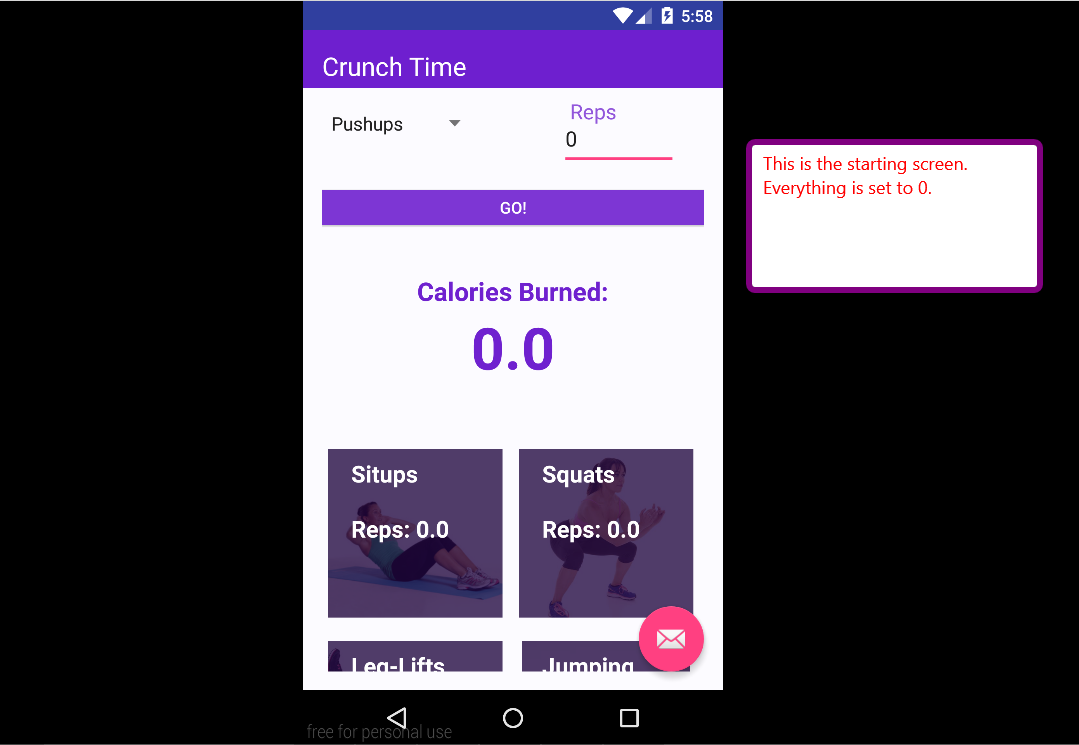 5:58
Crunch Time
Pushups
Reps
0
GO!
Calories Burned:
0.0
This is the starting screen.
Everything is set to 0.
Situps
Squats
Reps: 0.0
Reps: 0.0
Leg-Lifts
Jumping
free for personal use